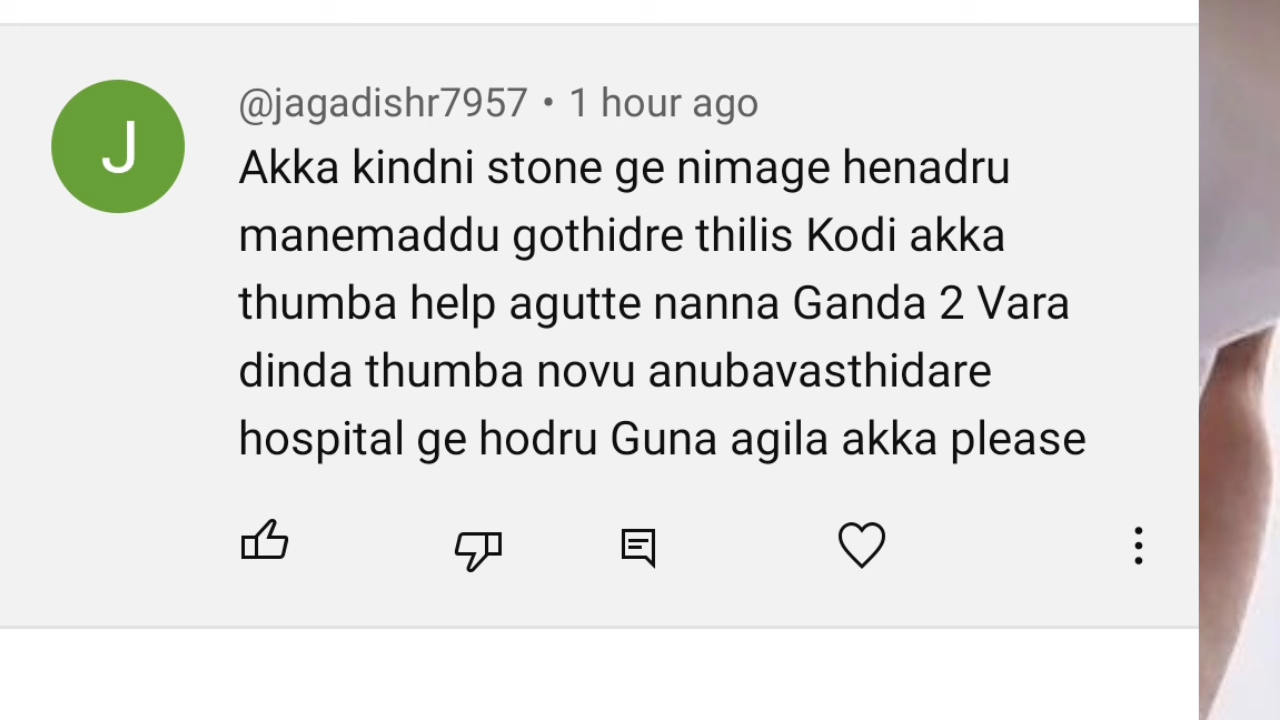 J
@jagadishr7957 • 1 hour ago
Akka kindni stone ge nimage henadru
manemaddu gothidre thilis Kodi akka
thumba help agutte nanna Ganda 2 Vara
dinda thumba novu anubavasthidare
hospital ge hodru Guna agila akka please